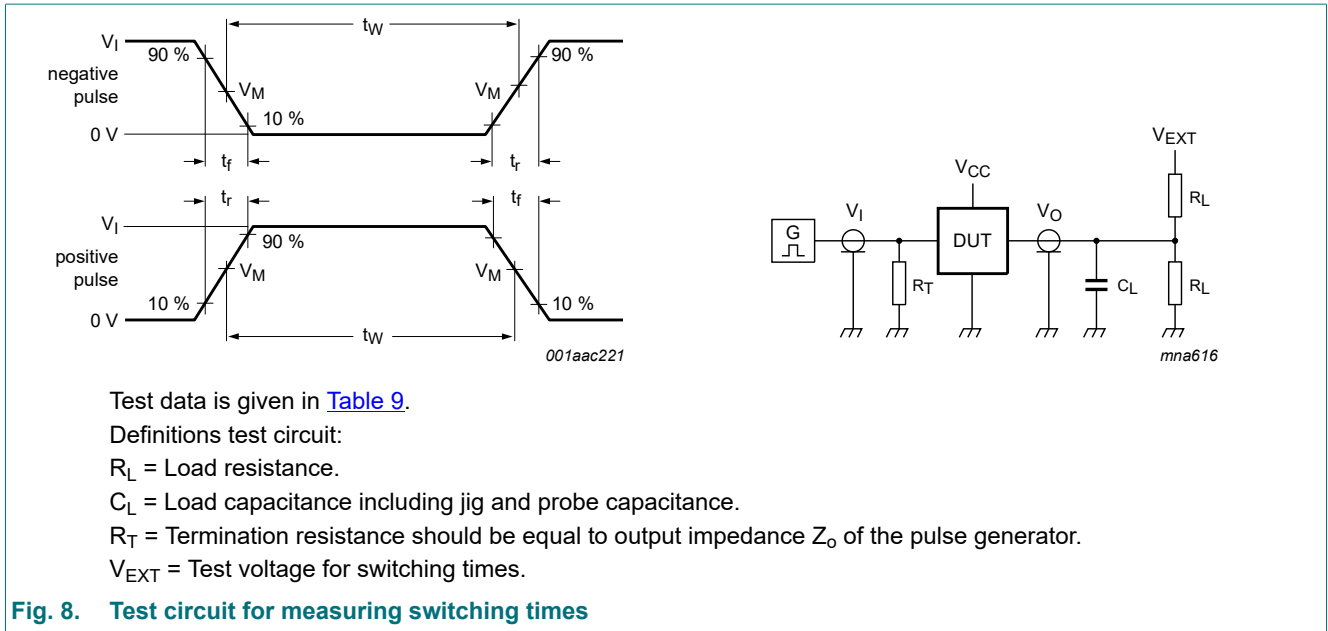 tW
VI
90 %
90 %
negative
pulse
VM
VM
10 %
0 V
tf
tr
tr
tf
VI
90 %
positive
pulse
VM
VM
10 %
10 %
0 V
tW
001aac221
VEXT
VCC
RL
VI
VO
G
DUT
RT
CL
RL
mna616
Test data is given in Table 9.
Definitions test circuit:
RL = Load resistance.
CL = Load capacitance including jig and probe capacitance.
RT = Termination resistance should be equal to output impedance Zo of the pulse generator.
VEXT = Test voltage for switching times.
Fig. 8. Test circuit for measuring switching times